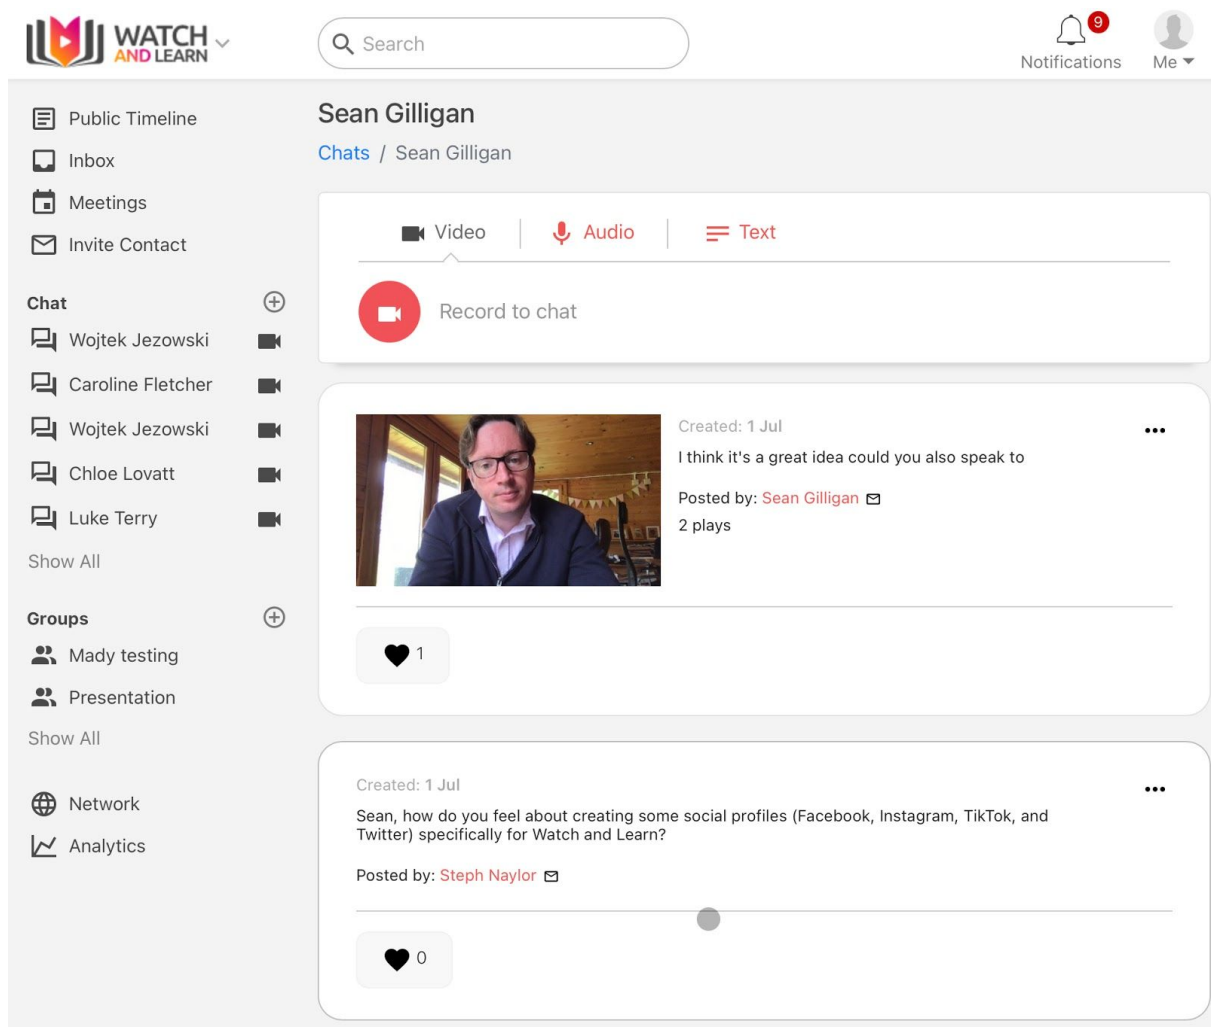 WATCH
AND LEARN
Search
9
Notifications
Me
Public Timeline
Inbox
Meetings
Invite Contact
Chat
Wojtek Jezowski
Caroline Fletcher
Wojtek Jezowski
Chloe Lovatt
Luke Terry
Show All
Groups
Mady testing
Presentation
Show All
Network
Analytics
Sean Gilligan
Chats / Sean Gilligan
Video
Audio
Text
Record to chat
Created: 1 Jul
I think it's a great idea could you also speak to
Posted by: Sean Gilligan
2 plays
1
Created: 1 Jul
Sean, how do you feel about creating some social profiles (Facebook, Instagram, TikTok, and
Twitter) specifically for Watch and Learn?
Posted by: Steph Naylor
0